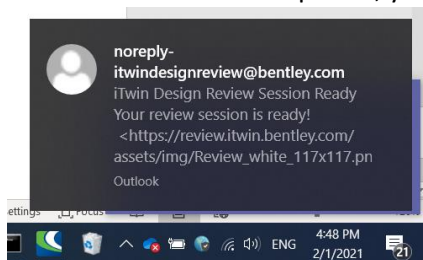 noreply-
itwindesignreview@bentley.com
iTwin Design Review Session Ready
Your review session is ready!
<https://review.itwin.bentley.com/
assets/img/Review_white_117x117.pn
Outlook
ettings
Focus
ENG
4:48 PM
2/1/2021
21